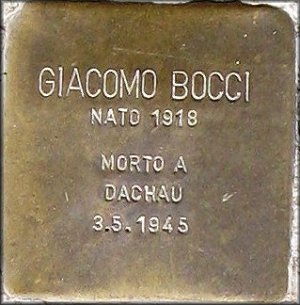 GIACOMO BOCCI
NATO 1918
MORTO A
DACHAU
3.5.1945